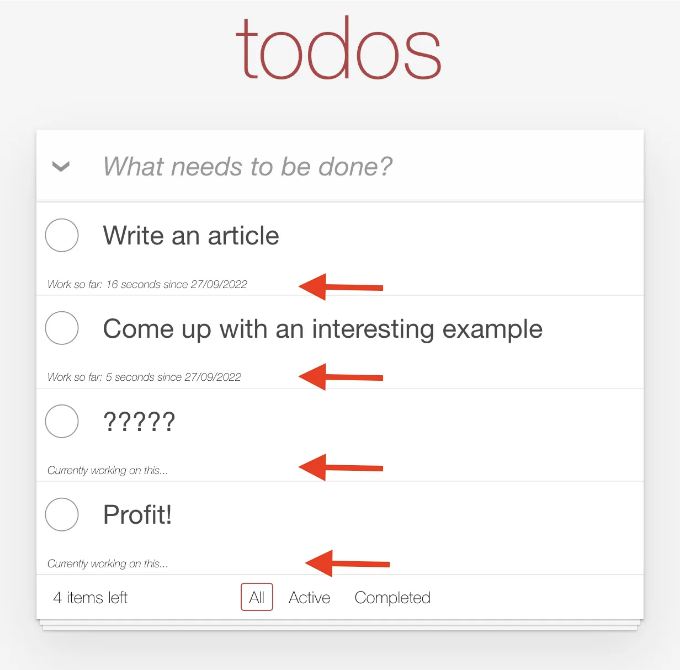 todos
What needs to be done?
Write an article
Work so far: 16 seconds since 27/09/2022
Come up with an interesting example
Work so far: 5 seconds since 27/09/2022
?????
Currently working on this...
Profit!
Currently working on this...
4 items left All Active Completed